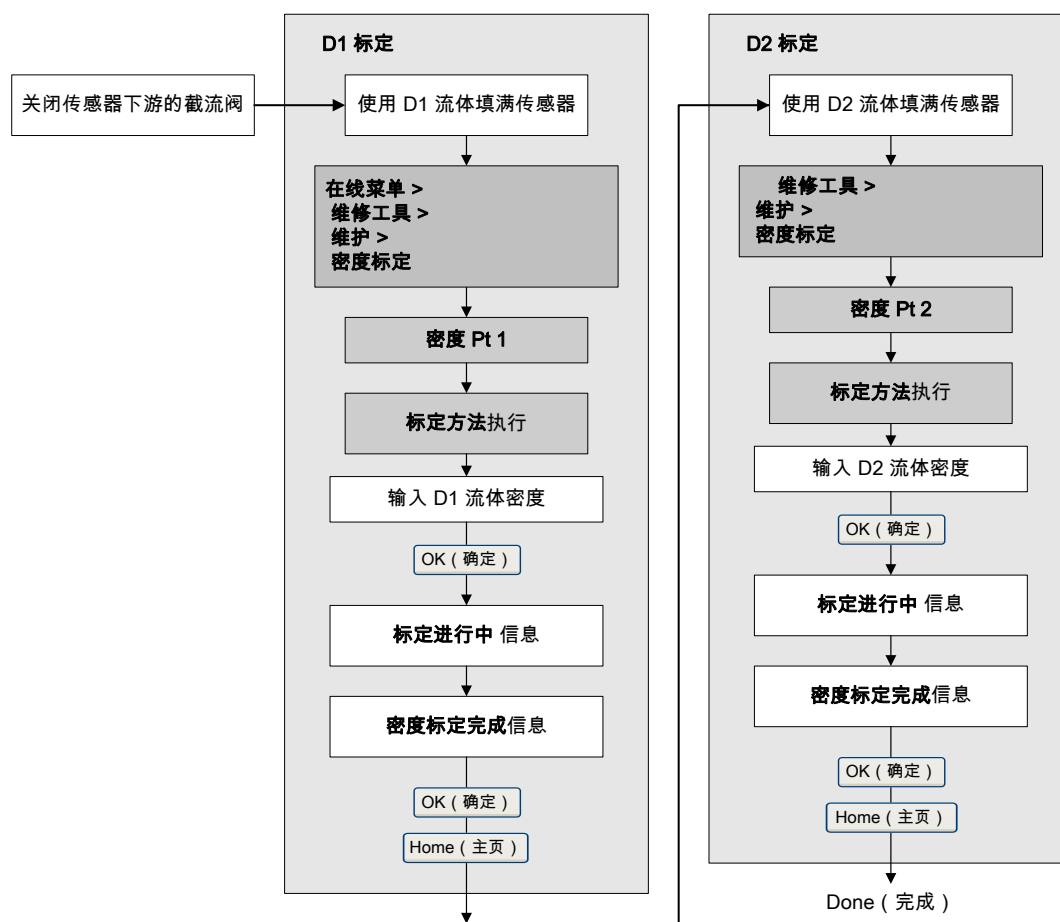 关闭传感器下游的截流阀
D1 标定
使用 D1 流体填满传感器
在线菜单 >
维修工具 >
维护 >
密度标定
密度 Pt 1
标定方法执行
输入 D1 流体密度
OK（确定）
标定进行中 信息
密度标定完成信息
OK（确定）
Home（主页）
D2 标定
使用 D2 流体填满传感器
维修工具 >
维护 >
密度标定
密度 Pt 2
标定方法执行
输入 D2 流体密度
OK（确定）
标定进行中 信息
密度标定完成信息
OK（确定）
Home（主页）
Done（完成）